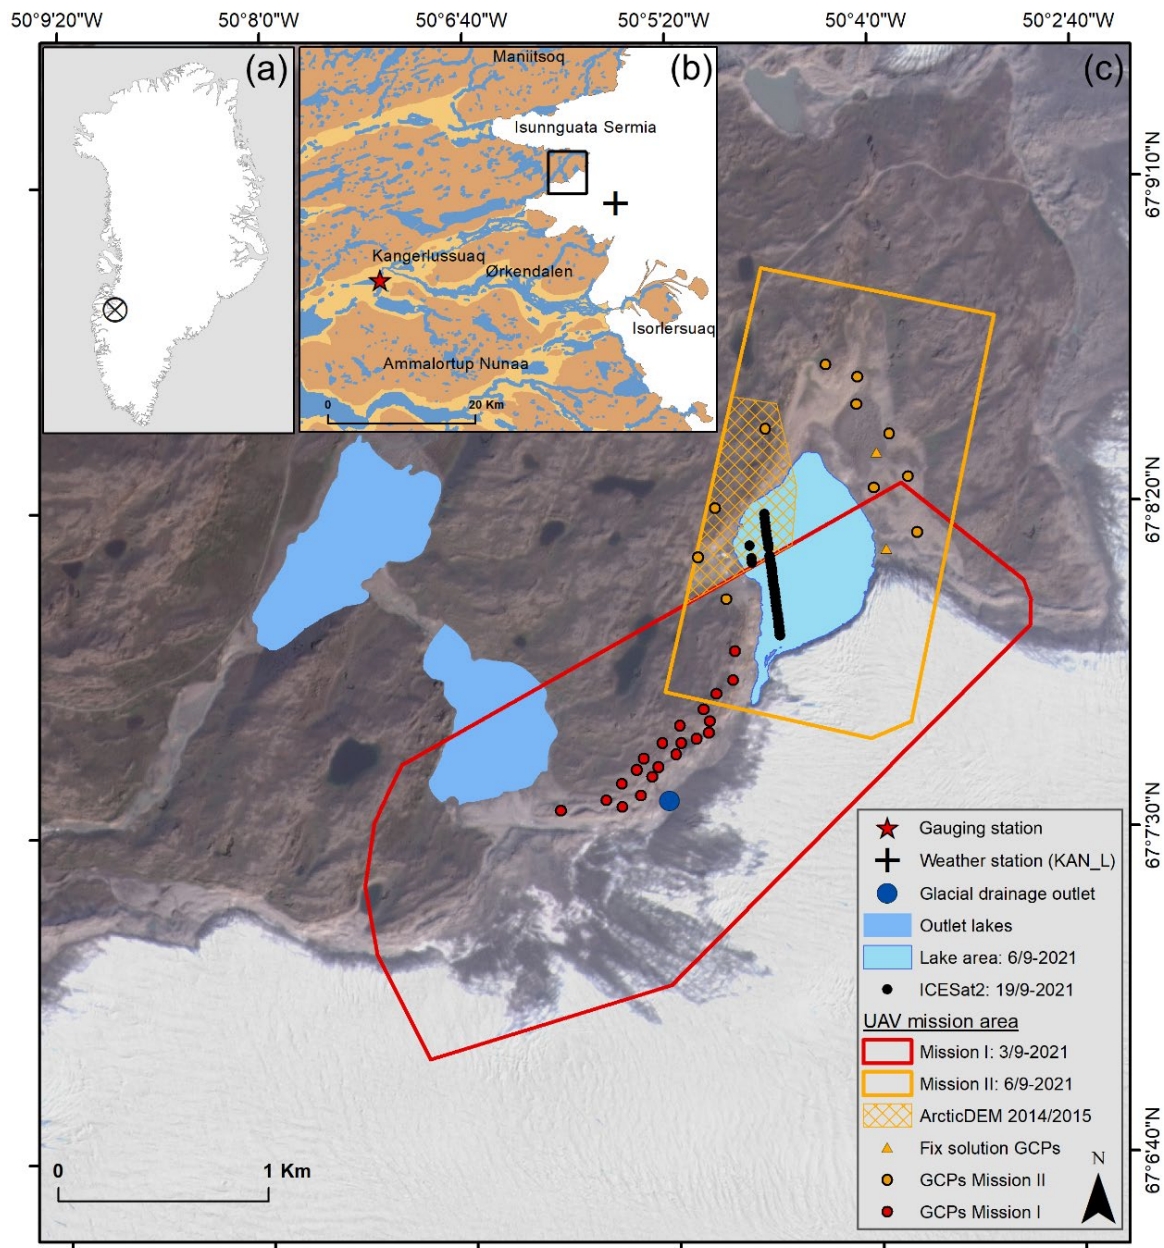 50°9'20"W 50°8'0"W 50°6'40"W 50°5'20"W 50°4'0"W 50°2'40"W
(a)
(b)
(c)
Maniitsoq
Isunnguata Sermia
Kangerlussuaq
Ørkendalen
Isorlersuaq
Ammalortup Nunaa
0 20 Km
67°9'10"N
67°8'20"N
67°7'30"N
67°6'40"N
Gauging station
Weather station (KAN_L)
Glacial drainage outlet
Outlet lakes
Lake area: 6/9-2021
ICESat2: 19/9-2021
UAV mission area
Mission I: 3/9-2021
Mission II: 6/9-2021
ArcticDEM 2014/2015
Fix solution GCPs
GCPs Mission II
GCPs Mission I
N
0 1 Km